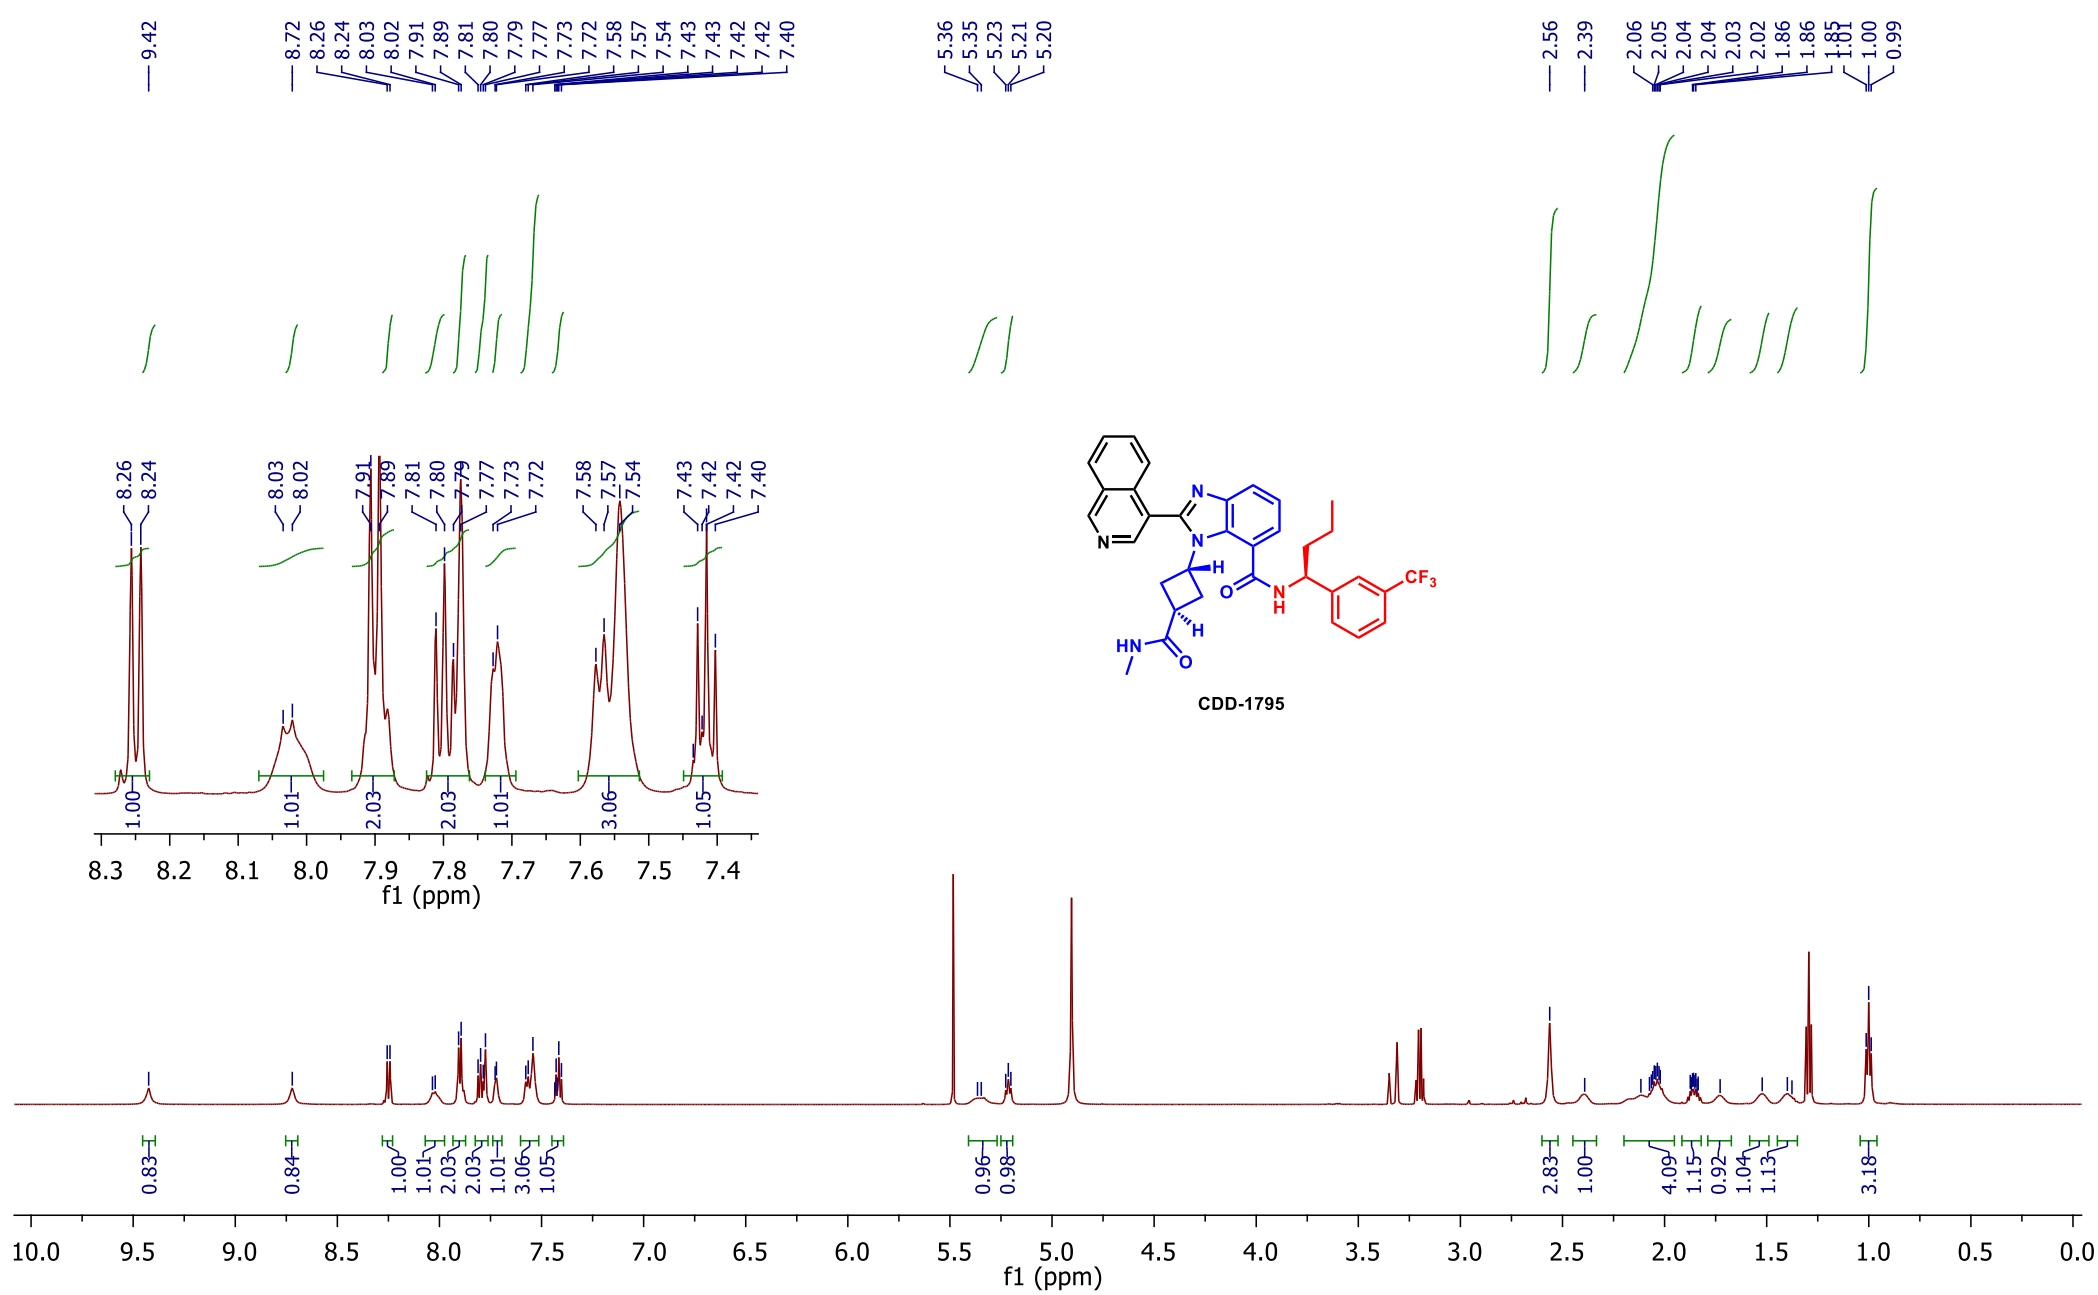 9.42 8.72 8.26 8.24 8.03 8.02 7.91 7.89 7.81 7.80 7.79 7.77 7.73 7.72 7.58 7.57 7.54 7.43 7.43 7.42 7.42 7.40 5.36 5.35 5.23 5.21 5.20 2.56 2.39 2.06 2.05 2.04 2.04 2.03 2.02 1.86 1.86 1.85 1.01 1.00 0.99
8.26 8.24 8.03 8.02 7.91 7.89 7.81 7.80 7.79 7.77 7.73 7.72 7.58 7.57 7.54 7.43 7.42 7.42 7.40
N
N
N
H
H
O
N
H
CF3
HN
O
CDD-1795
1.00 1.01 2.03 2.03 1.01 3.06 1.05
8.3 8.2 8.1 8.0 7.9 7.8 7.7 7.6 7.5 7.4
f1 (ppm)
0.83 0.84 1.00 1.01 2.03 2.03 1.01 3.06 1.05 0.96 0.98 2.83 1.00 4.09 1.15 0.92 1.04 1.13 3.18
10.0 9.5 9.0 8.5 8.0 7.5 7.0 6.5 6.0 5.5 5.0 4.5 4.0 3.5 3.0 2.5 2.0 1.5 1.0 0.5 0.0
f1 (ppm)